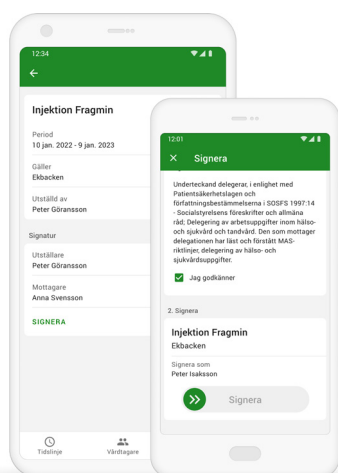 12:34
Injektion Fragmin
Period
10 jan. 2022 - 9 jan. 2023
Gäller
Ekbacken
Utställd av
Peter Göransson
Signatur
Utställare
Peter Göransson
Mottagare
Anna Svensson
SIGNERA
Tidslinje
Vårdtagare
12:01
Signera
Undertecknad delegerar, i enlighet med
Patientsäkerhetslagen och
författningsbestämmelserna i SOSFS 1997:14
- Socialstyrelsens föreskrifter och allmänna
råd; Delegering av arbetsuppgifter inom hälso-
och sjukvård och tandvård. Den som mottager
delegationen har läst och förstått MAS-
riktlinjer, delegering av hälso- och
sjukvårdsuppgifter.
Jag godkänner
2. Signera
Injektion Fragmin
Ekbacken
Signera som
Peter Isaksson
Signera